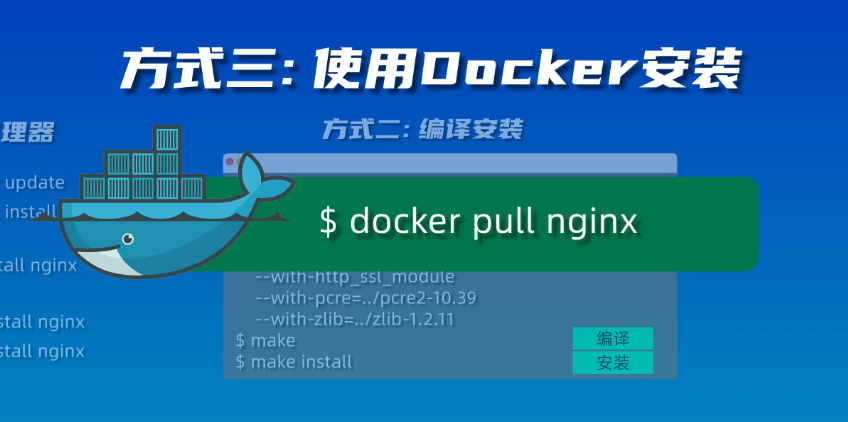 方式三: 使用Docker安装
理器
方式二: 编译安装
update
install
$ docker pull nginx
tall nginx
--with-http_ssl_module
--with-pcre=../pcre2-10.39
--with-zlib=../zlib-1.2.11
stall nginx
$ make
编译
stall nginx
$ make install
安装